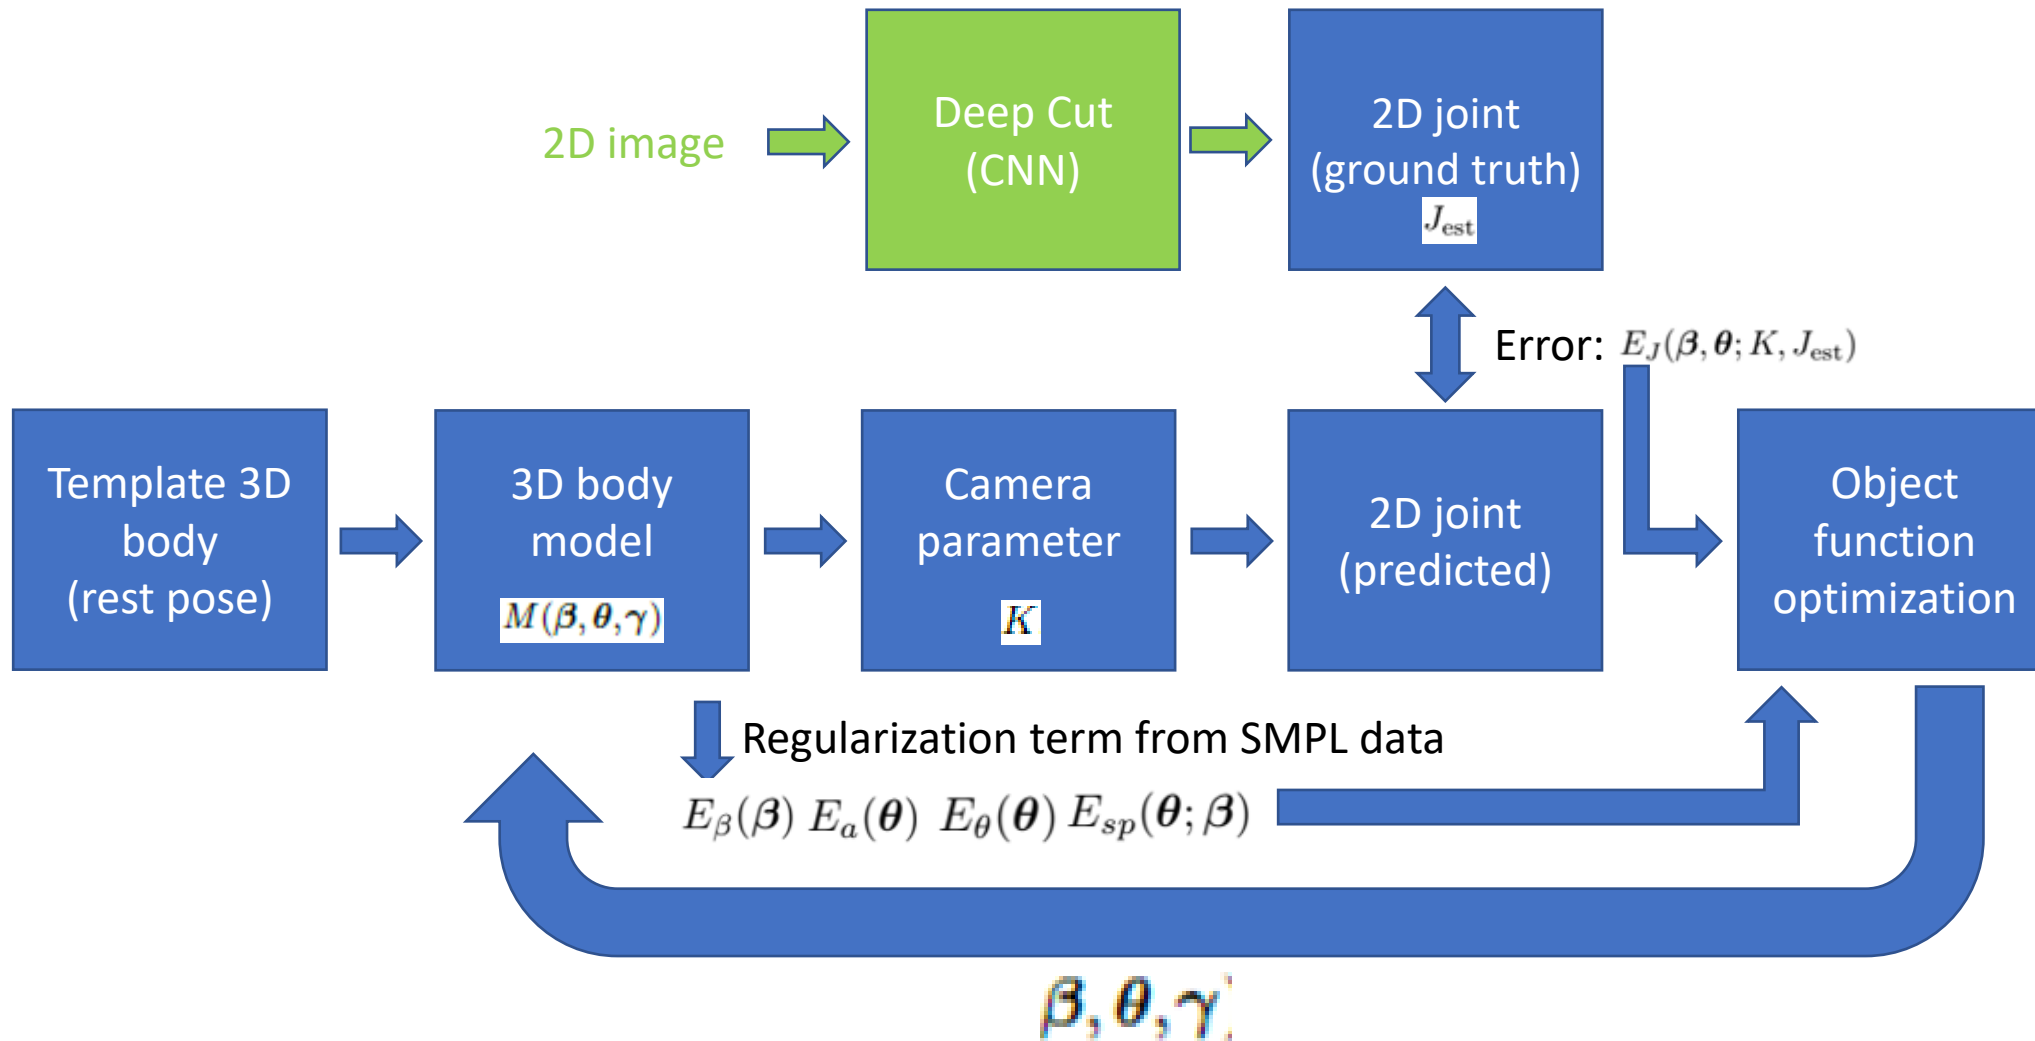 2D image
Deep Cut
(CNN)
2D joint
(ground truth)
J_est
Error: E_J(β, θ; K, J_est)
Template 3D
body
(rest pose)
3D body
model
M(β, θ, γ)
Camera
parameter
K
2D joint
(predicted)
Object
function
optimization
Regularization term from SMPL data
E_β(β) E_a(θ) E_θ(θ) E_sp(θ; β)
β, θ, γ